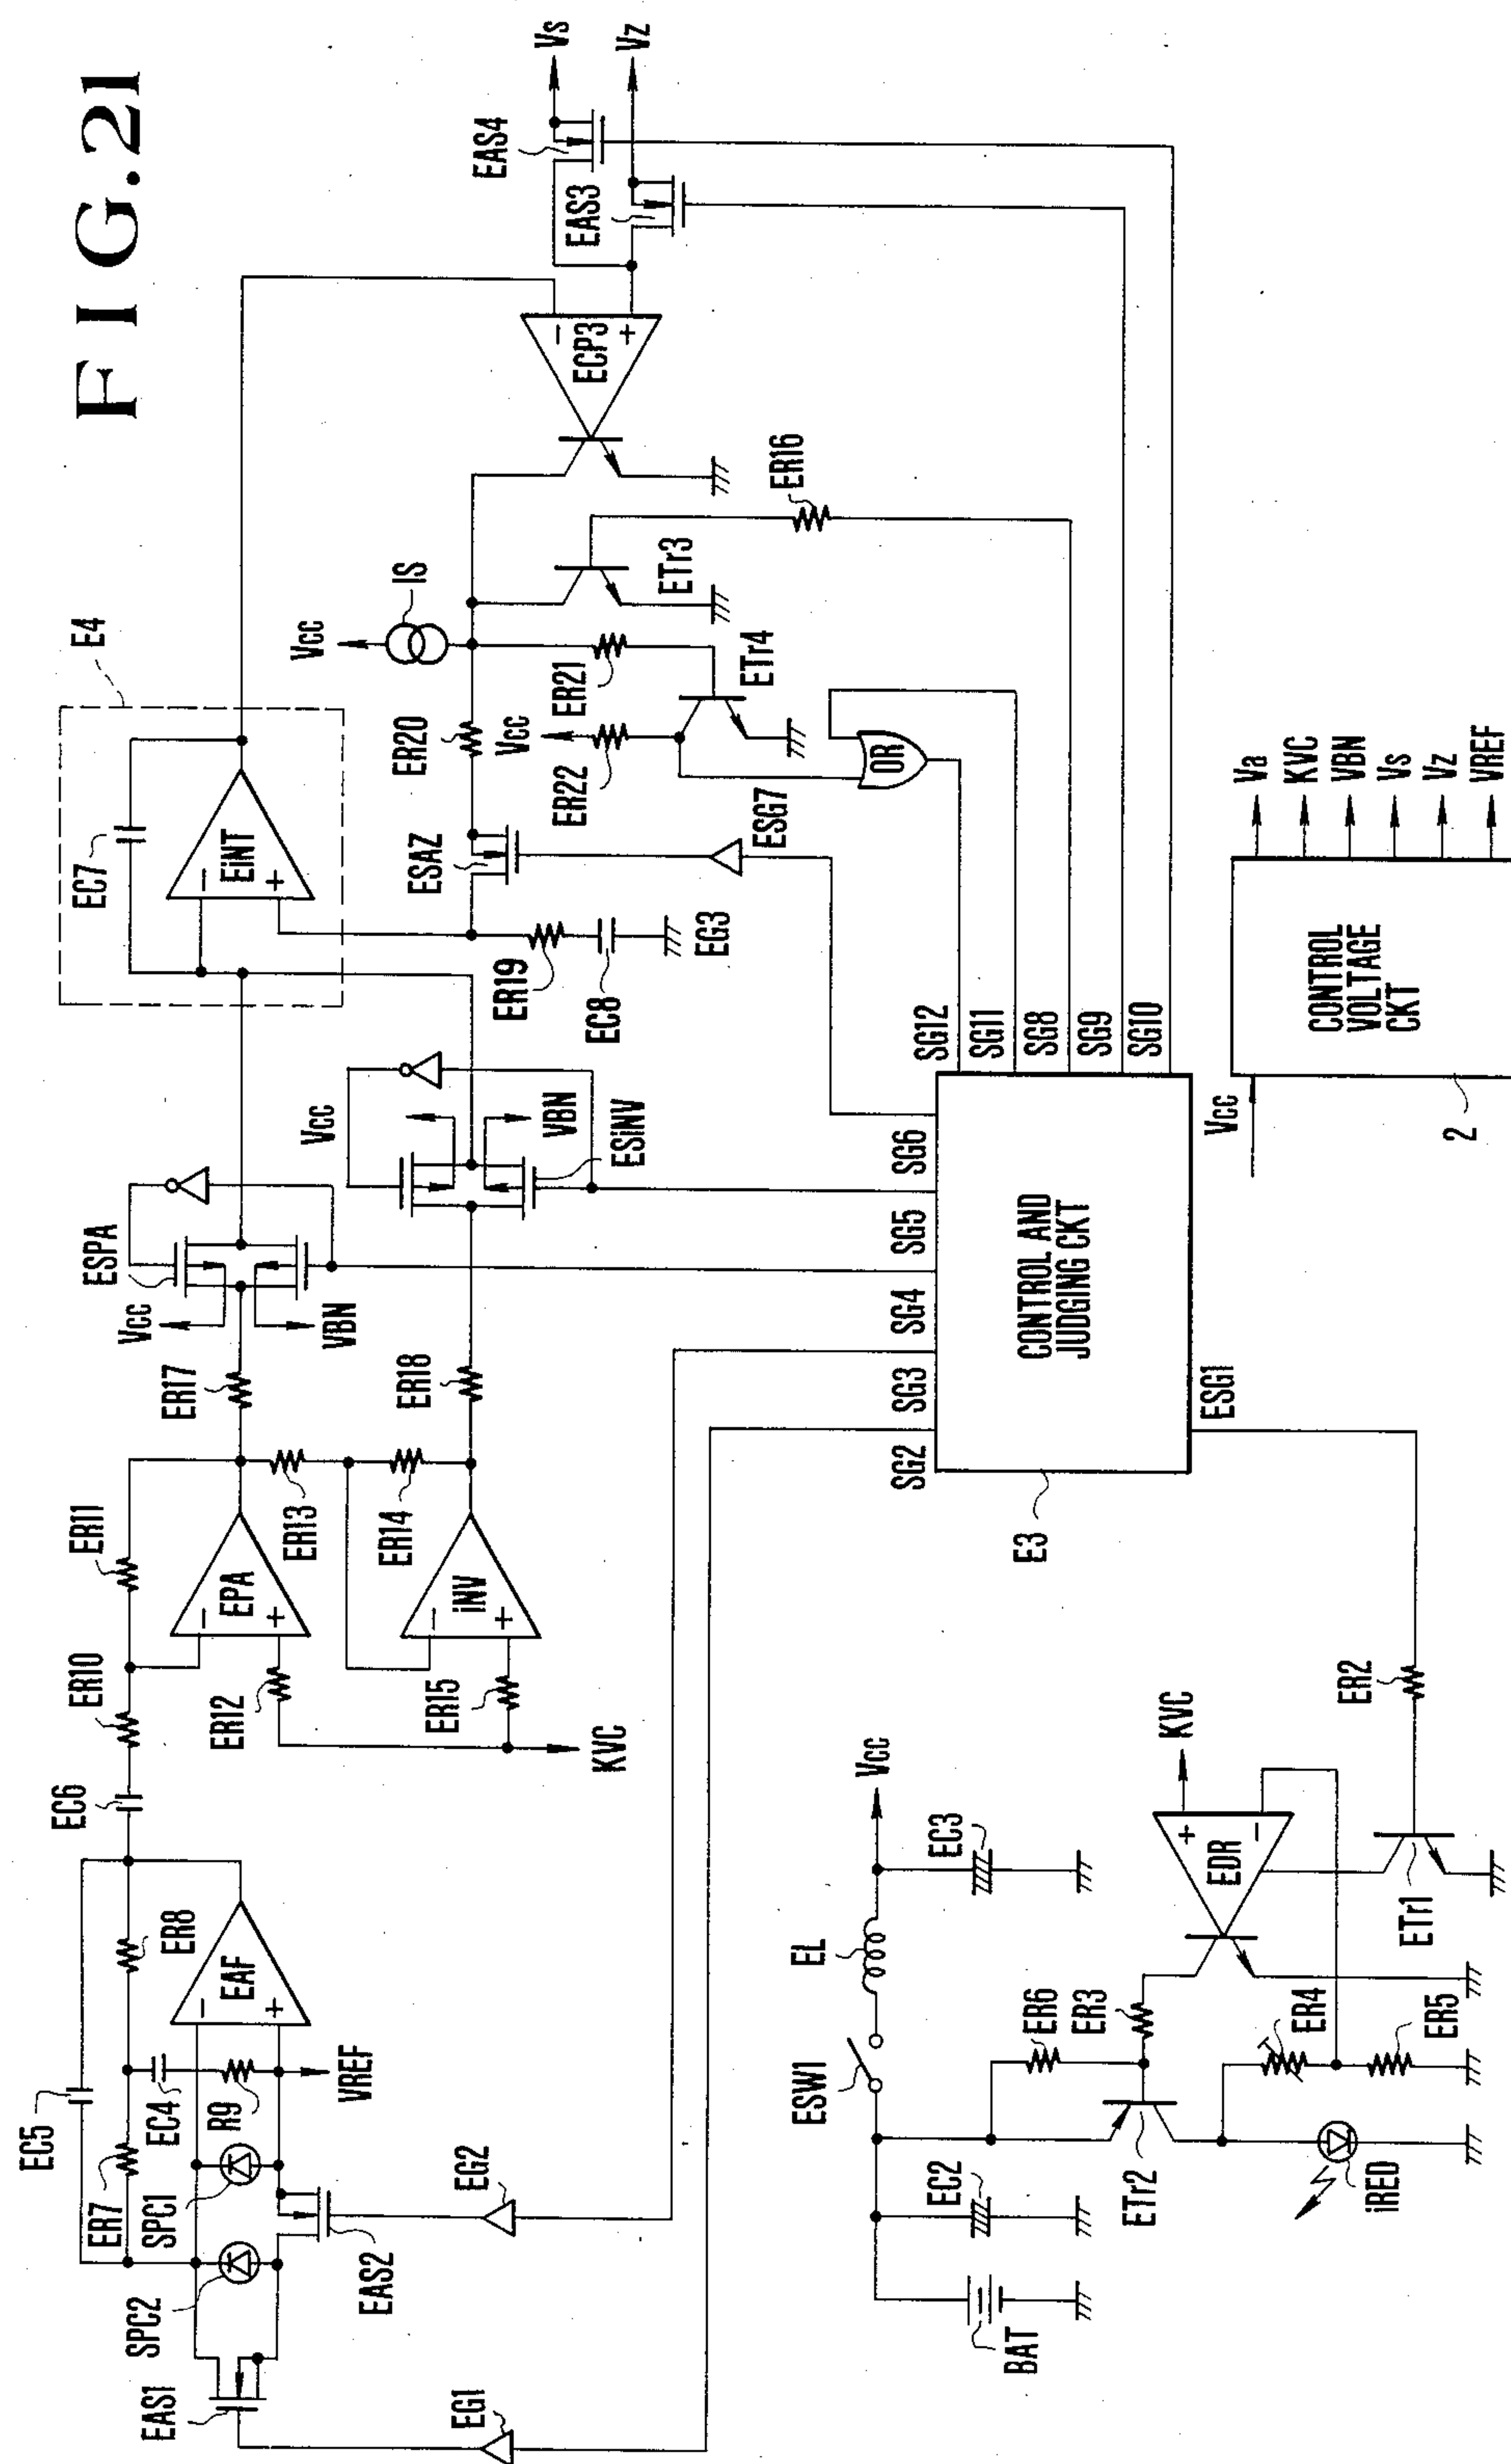 FIG.21
EC5
ER7
ER8
EC4
R9
SPC1
SPC2
EAS1
EAS2
EAF
−
+
VREF
EG1
EG2
EC6
ER10
ER11
EPA
−
+
ER12
ER13
ER14
iNV
−
+
ER15
KVC
ER17
ER18
ESPA
Vcc
VBN
Vcc
VBN
ESiNV
E4
EC7
EiNT
−
+
ER19
EC8
EG3
ESAZ
ER20
ESG7
Vcc
IS
ER21
ER22
Vcc
ETr4
OR
ETr3
ER16
ECP3
−
+
EAS4
EAS3
Vs
Vz
SG2
SG3
SG4
SG5
SG6
SG12
SG11
SG8
SG9
SG10
CONTROL AND
JUDGING CKT
E3
ESG1
Vcc
CONTROL
VOLTAGE
CKT
2
Va
KVC
VBN
Vs
Vz
VREF
BAT
EC2
ESW1
EL
EC3
Vcc
ER6
ER3
ETr2
iRED
ER4
ER5
EDR
+
−
KVC
ETr1
ER2